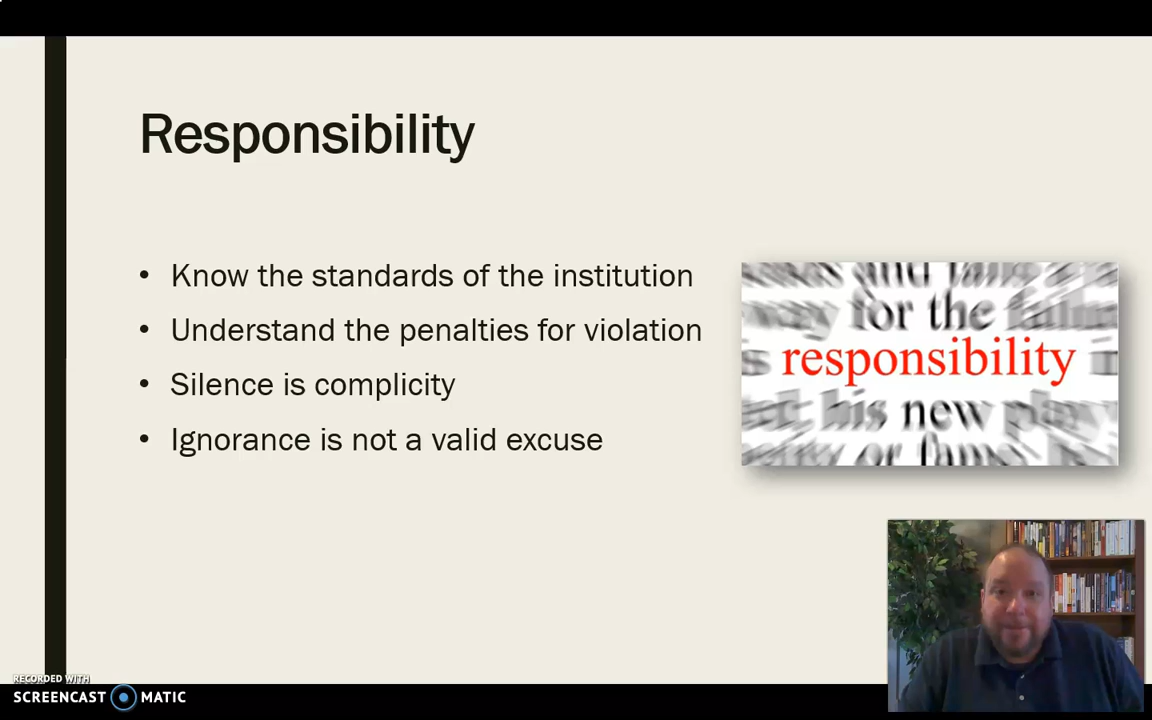 Responsibility
• Know the standards of the institution
• Understand the penalties for violation
• Silence is complicity
• Ignorance is not a valid excuse
for the
responsibility
his new
or
RECORDED WITH
SCREENCAST MATIC